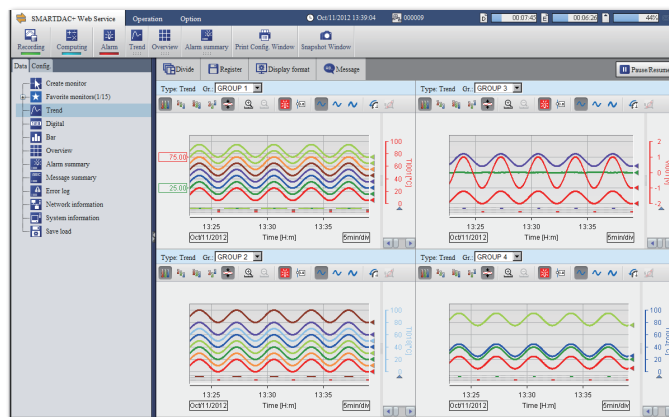 SMARTDAC+ Web Service Operation Option Oct/11/2012 13:39:04 000009 00:07:45 00:06:26 44%
Recording Computing Alarm Trend Overview Alarm summary Print Config. Window Snapshot Window
Data Config.
Divide Register Display format Message Pause/Resume
Create monitor
Favorite monitors(1/15)
Trend
Digital
Bar
Overview
Alarm summary
Message summary
Error log
Network information
System information
Save load
Type: Trend Gr.: GROUP 1
75.00
25.00
100
80
60
40
20
0
13:25 13:30 13:35
Oct/11/2012 Time [H:m] 5min/div
Type: Trend Gr.: GROUP 3
2
1
0
-1
-2
13:25 13:30 13:35
Oct/11/2012 Time [H:m] 5min/div
Type: Trend Gr.: GROUP 2
100
80
60
40
20
0
13:25 13:30 13:35
Oct/11/2012 Time [H:m] 5min/div
Type: Trend Gr.: GROUP 4
100
80
60
40
20
0
13:25 13:30 13:35
Oct/11/2012 Time [H:m] 5min/div